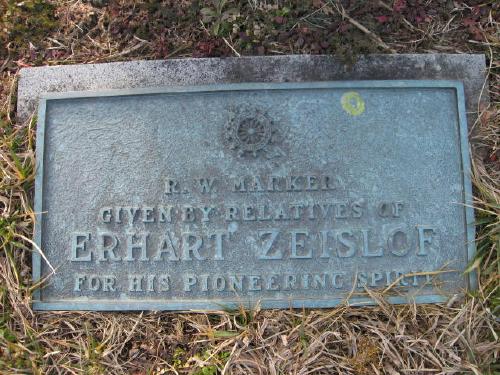 R. W. MARKER
GIVEN BY RELATIVES OF
ERHART ZEISLOF
FOR HIS PIONEERING SPIRIT